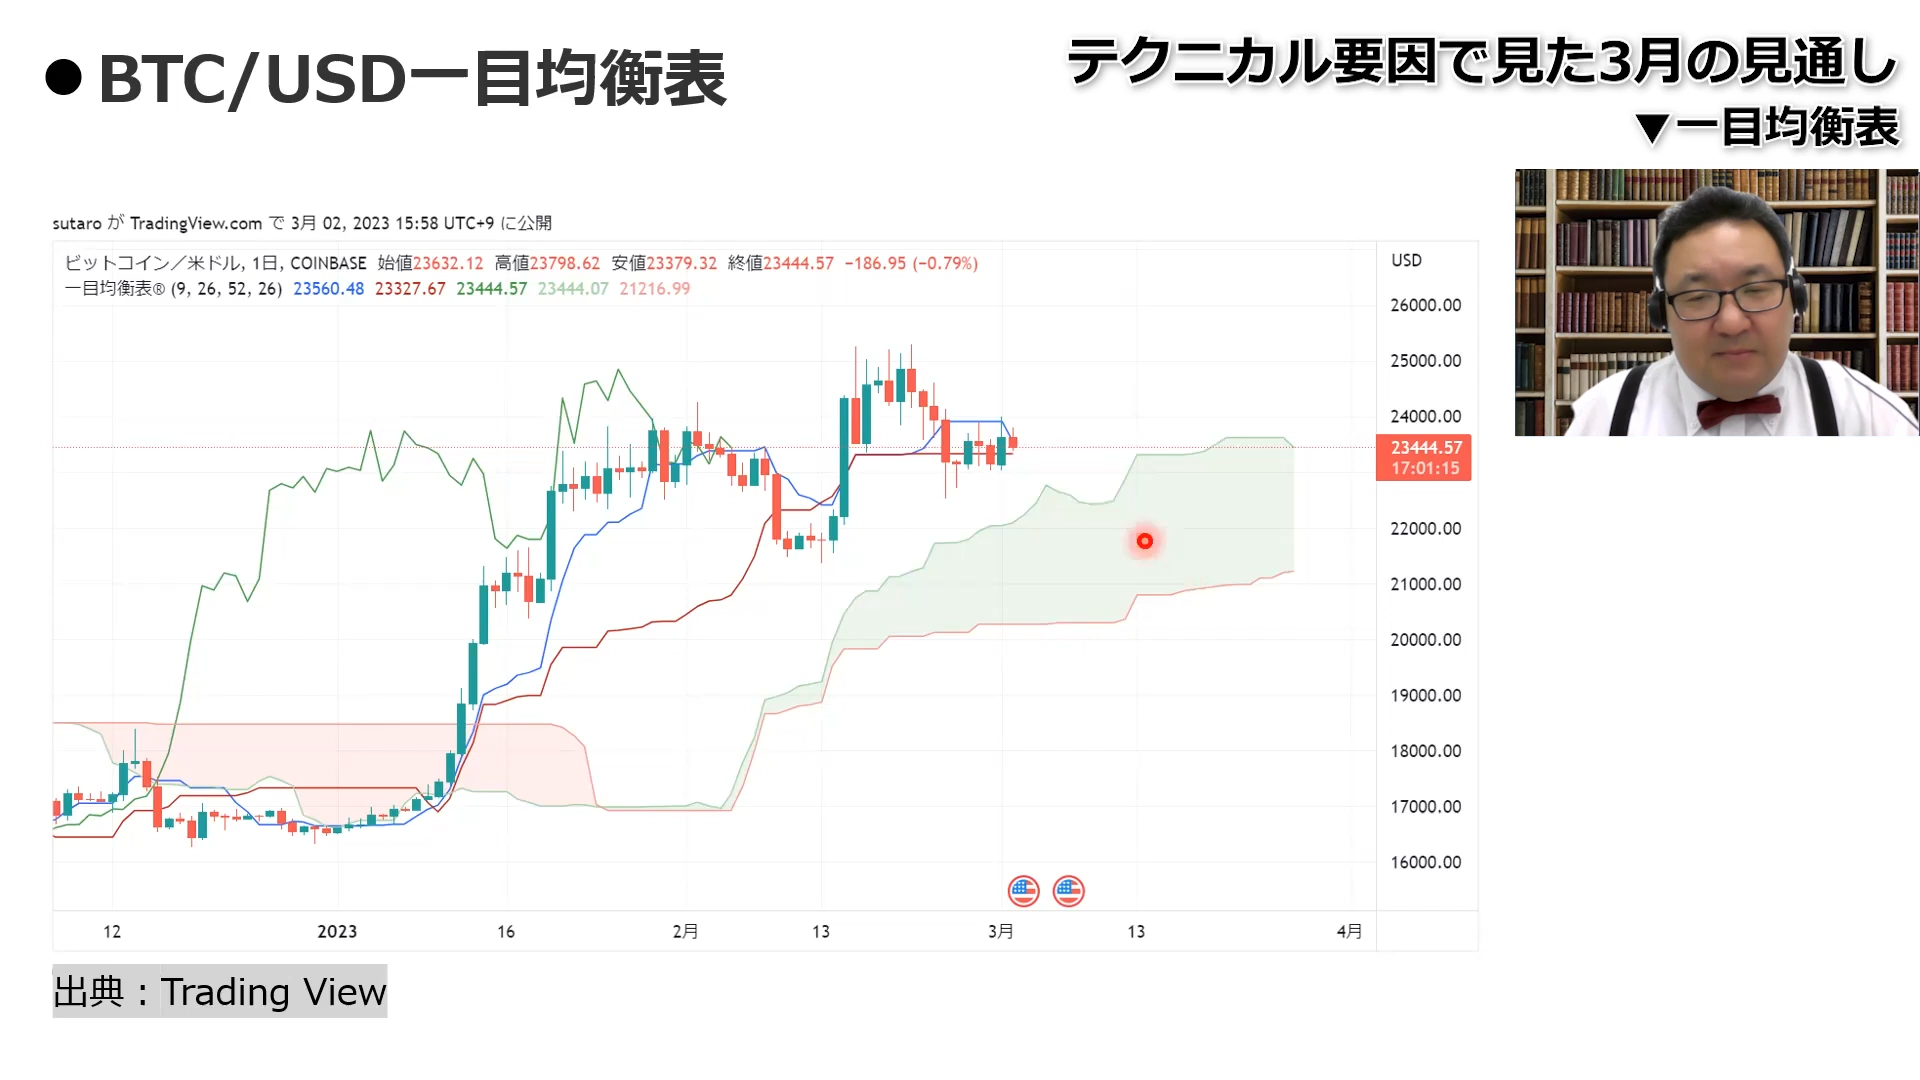 ●BTC/USD一目均衡表
テクニカル要因で見た3月の見通し
▼一目均衡表
sutaro が TradingView.com で 3月 02, 2023 15:58 UTC+9 に公開
ビットコイン／米ドル, 1日, COINBASE 始値23632.12 高値23798.62 安値23379.32 終値23444.57 −186.95 (−0.79%)
一目均衡表® (9, 26, 52, 26) 23560.48 23327.67 23444.57 23444.07 21216.99
USD
26000.00
25000.00
24000.00
23444.57
17:01:15
22000.00
21000.00
20000.00
19000.00
18000.00
17000.00
16000.00
12 2023 16 2月 13 3月 13 4月
出典：Trading View